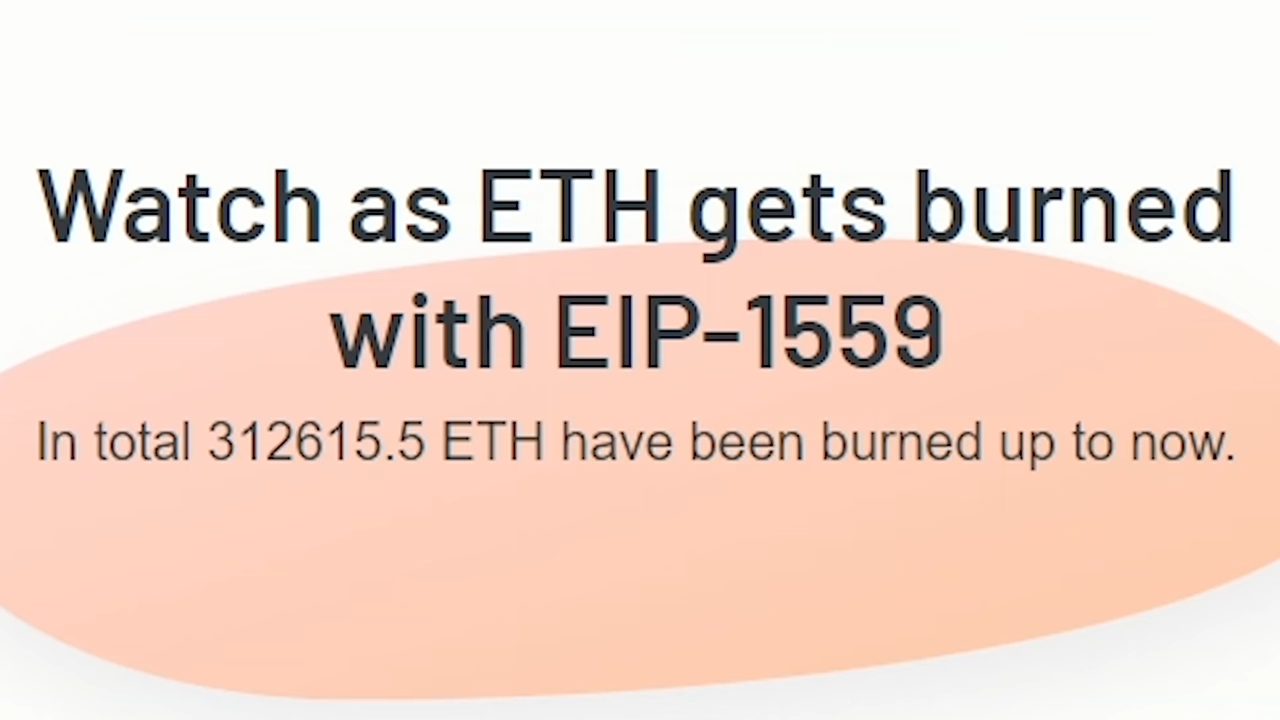 Watch as ETH gets burned
with EIP-1559
In total 312615.5 ETH have been burned up to now.